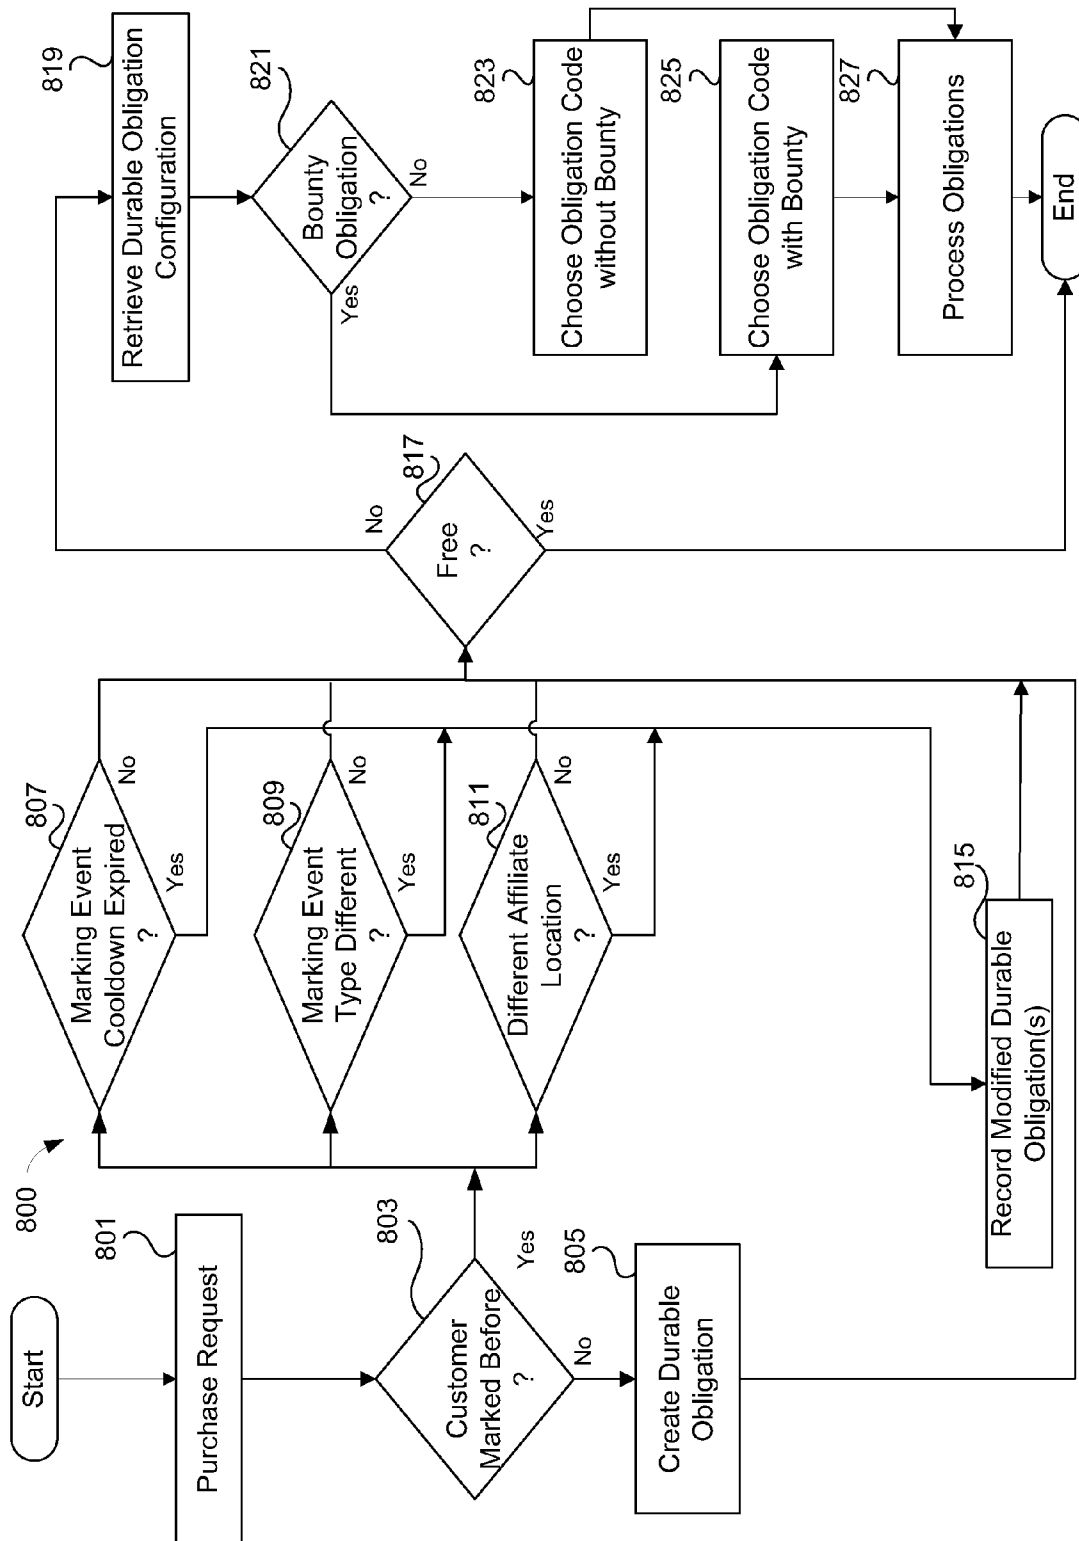 800
Start
801
Purchase Request
803
Customer
Marked Before
?
Yes
No
805
Create Durable
Obligation
807
Marking Event
Cooldown Expired
?
No
Yes
809
Marking Event
Type Different
?
No
Yes
811
Different Affiliate
Location
?
No
Yes
815
Record Modified Durable
Obligation(s)
817
Free
?
No
Yes
819
Retrieve Durable Obligation
Configuration
821
Bounty
Obligation
?
Yes
No
823
Choose Obligation Code
without Bounty
825
Choose Obligation Code
with Bounty
827
Process Obligations
End